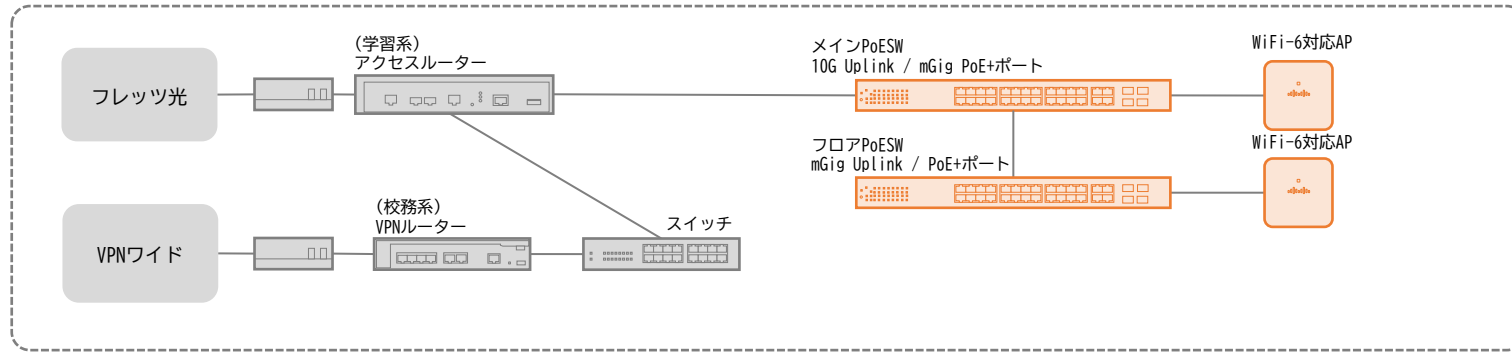 (学習系)
アクセスルーター
フレッツ光
メインPoESW
10G Uplink / mGig PoE+ポート
WiFi-6対応AP
フロアPoESW
mGig Uplink / PoE+ポート
WiFi-6対応AP
VPNワイド
(校務系)
VPNルーター
スイッチ